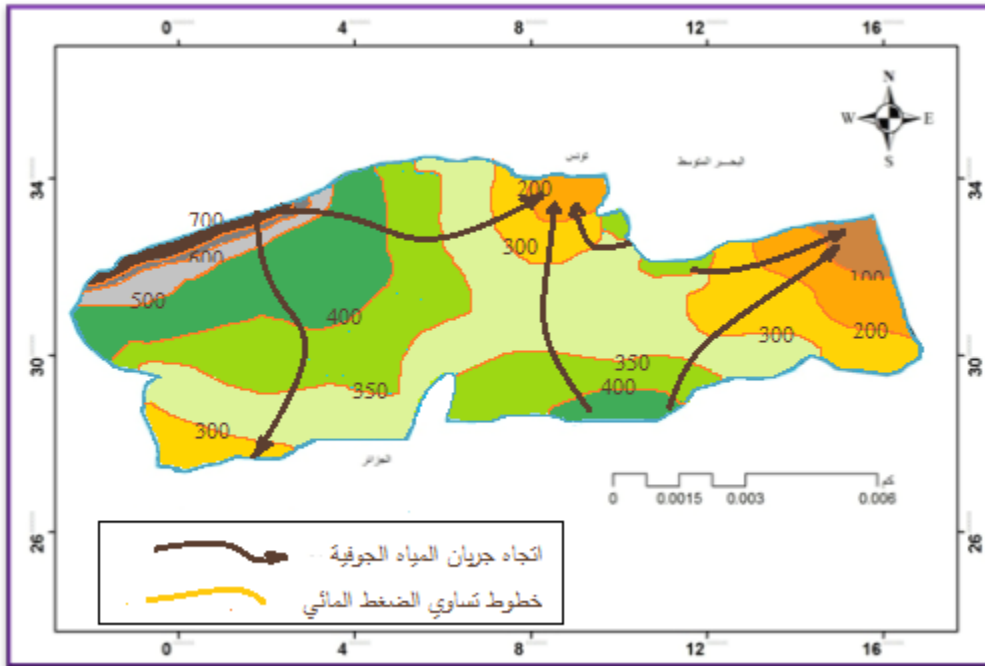 0 4 8 12 16
N
W E
S
تونس
البحر المتوسط
34 34
200
700
300
600
100
500
400
300
200
30 30
350
350
400
300
الجزائر
كم
0 0.0015 0.003 0.006
26 26
اتجاه جريان المياه الجوفية
خطوط تساوي الضغط المائي
0 4 8 12 16